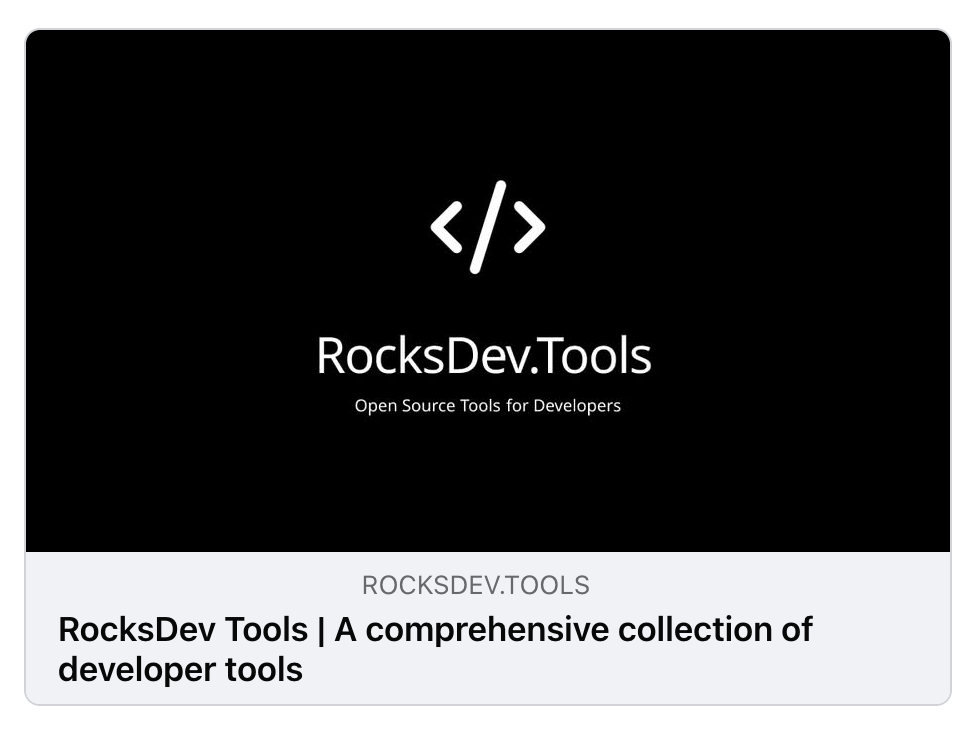 </>
RocksDev.Tools
Open Source Tools for Developers
ROCKSDEV.TOOLS
RocksDev Tools | A comprehensive collection of
developer tools